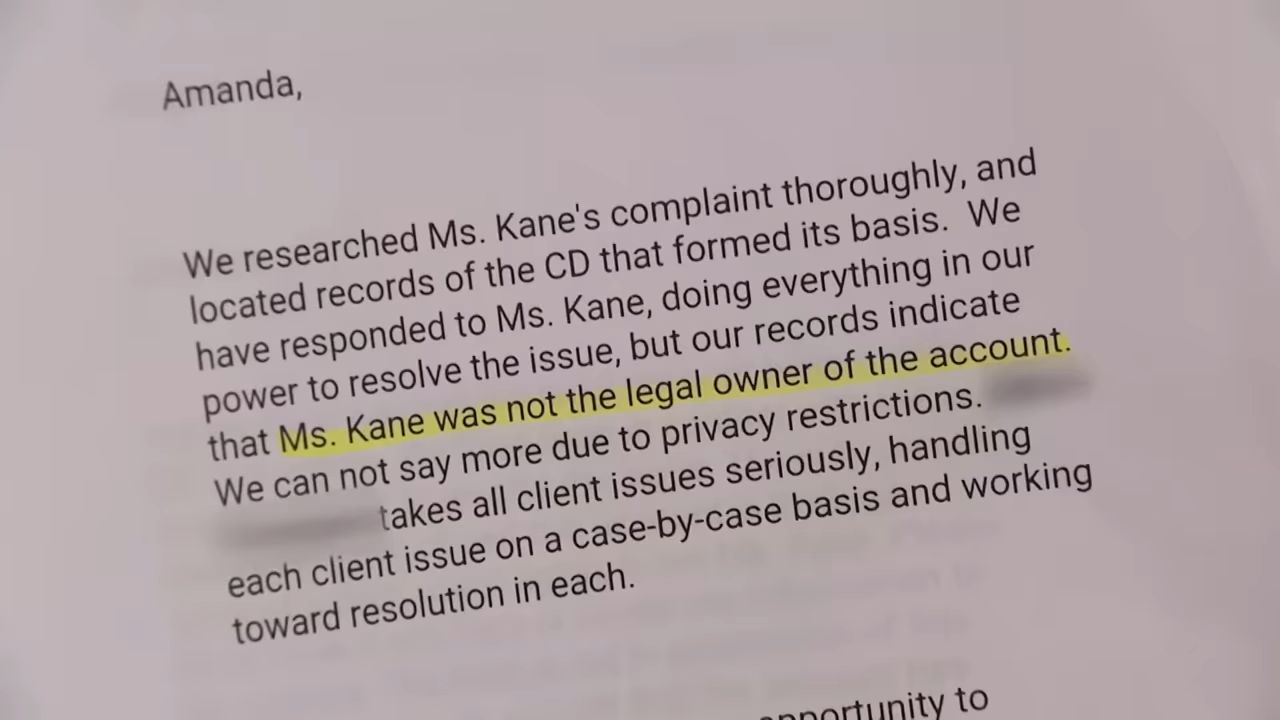 Amanda,
We researched Ms. Kane's complaint thoroughly, and
located records of the CD that formed its basis.  We
have responded to Ms. Kane, doing everything in our
power to resolve the issue, but our records indicate
that Ms. Kane was not the legal owner of the account.
We can not say more due to privacy restrictions.
takes all client issues seriously, handling
each client issue on a case-by-case basis and working
toward resolution in each.
opportunity to